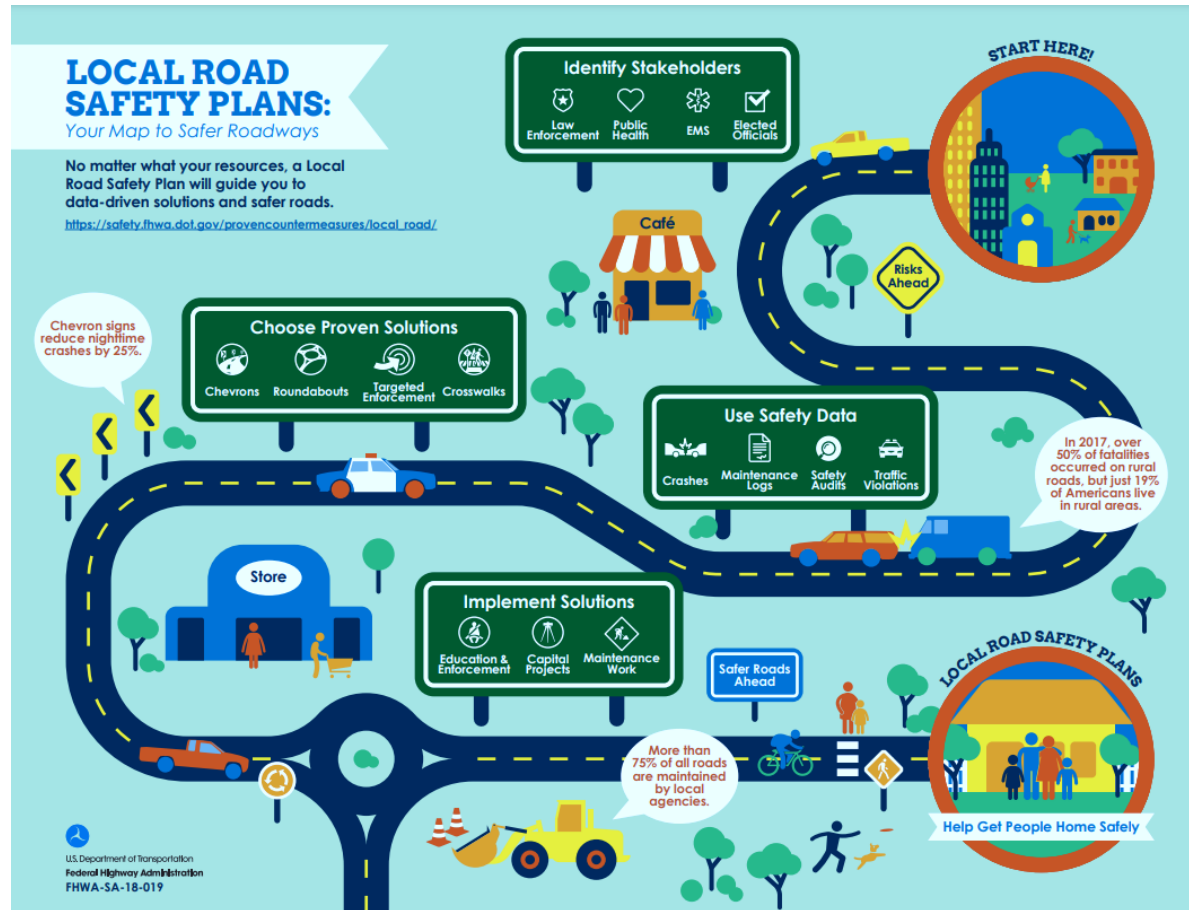 LOCAL ROAD
SAFETY PLANS:
Your Map to Safer Roadways
No matter what your resources, a Local
Road Safety Plan will guide you to
data-driven solutions and safer roads.
https://safety.fhwa.dot.gov/provencountermeasures/local_road/
START HERE!
Identify Stakeholders
Law
Enforcement
Public
Health
EMS
Elected
Officials
Café
Risks
Ahead
Use Safety Data
Crashes
Maintenance
Logs
Safety
Audits
Traffic
Violations
In 2017, over
50% of fatalities
occurred on rural
roads, but just 19%
of Americans live
in rural areas.
Choose Proven Solutions
Chevrons
Roundabouts
Targeted
Enforcement
Crosswalks
Chevron signs
reduce nighttime
crashes by 25%.
Store
Implement Solutions
Education &
Enforcement
Capital
Projects
Maintenance
Work
Safer Roads
Ahead
More than
75% of all roads
are maintained
by local
agencies.
LOCAL ROAD SAFETY PLANS
Help Get People Home Safely
U.S. Department of Transportation
Federal Highway Administration
FHWA-SA-18-019